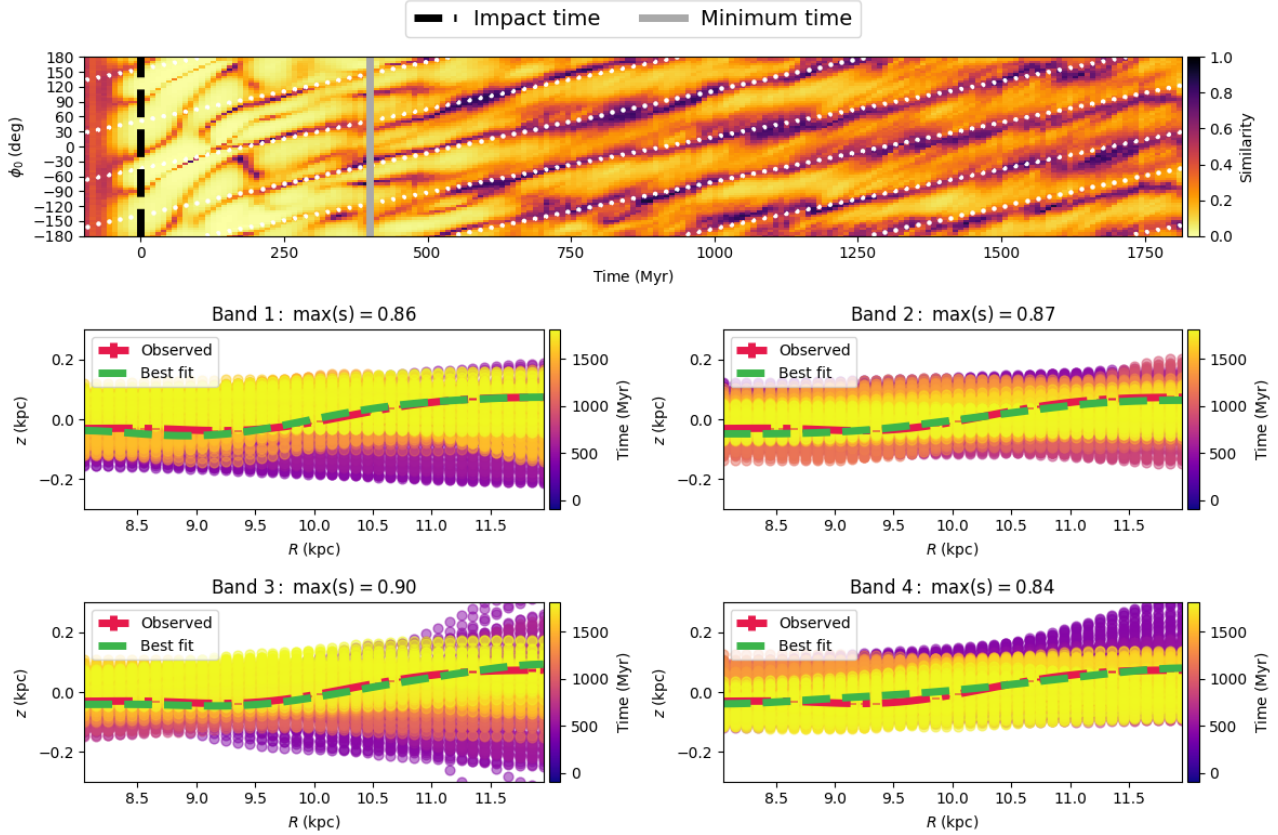 Impact time Minimum time
180
150
120
90
60
30
0
−30
−60
−90
−120
−150
−180
ϕ₀ (deg)
0 250 500 750 1000 1250 1500 1750
Time (Myr)
1.0
0.8
0.6
0.4
0.2
0.0
Similarity
Band 1: max(s) = 0.86
Observed
Best fit
0.2
0.0
−0.2
z (kpc)
8.5 9.0 9.5 10.0 10.5 11.0 11.5
R (kpc)
1500
1000
500
0
Time (Myr)
Band 2: max(s) = 0.87
Observed
Best fit
0.2
0.0
−0.2
z (kpc)
8.5 9.0 9.5 10.0 10.5 11.0 11.5
R (kpc)
1500
1000
500
0
Time (Myr)
Band 3: max(s) = 0.90
Observed
Best fit
0.2
0.0
−0.2
z (kpc)
8.5 9.0 9.5 10.0 10.5 11.0 11.5
R (kpc)
1500
1000
500
0
Time (Myr)
Band 4: max(s) = 0.84
Observed
Best fit
0.2
0.0
−0.2
z (kpc)
8.5 9.0 9.5 10.0 10.5 11.0 11.5
R (kpc)
1500
1000
500
0
Time (Myr)